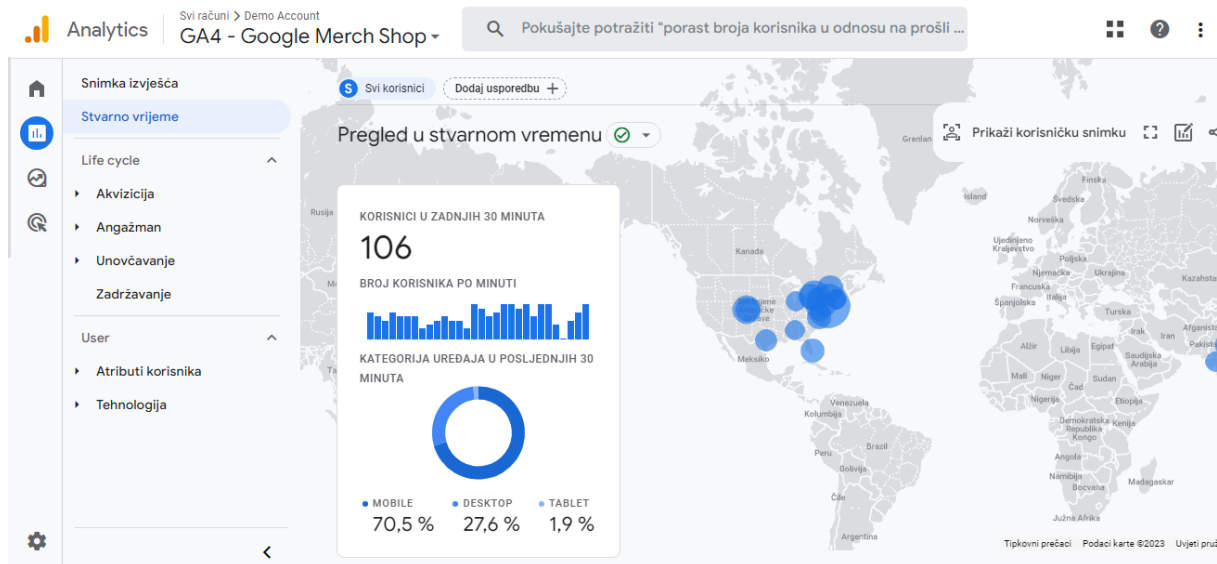 Analytics
Svi računi > Demo Account
GA4 - Google Merch Shop
Pokušajte potražiti "porast broja korisnika u odnosu na prošli ...
Snimka izvješća
Stvarno vrijeme
Life cycle
Akvizicija
Angažman
Unovčavanje
Zadržavanje
User
Atributi korisnika
Tehnologija
S Svi korisnici
Dodaj usporedbu +
Pregled u stvarnom vremenu
Prikaži korisničku snimku
KORISNICI U ZADNJIH 30 MINUTA
106
BROJ KORISNIKA PO MINUTI
KATEGORIJA UREĐAJA U POSLJEDNJIH 30
MINUTA
MOBILE DESKTOP TABLET
70,5 % 27,6 % 1,9 %
Rusija
Kanada
Meksiko
Venezuela
Kolumbija
Brazil
Peru
Bolivija
Čile
Argentina
Island
Finska
Švedska
Norveška
Ujedinjeno
Kraljevstvo
Poljska
Njemačka
Ukrajina
Francuska
Italija
Španjolska
Turska
Irak
Iran
Alžir
Libija
Egipat
Saudijska
Arabija
Mali
Niger
Čad
Sudan
Nigerija
Etiopija
Demokratska
Republika
Kongo
Kenija
Angola
Namibija
Bocvana
Madagaskar
Južna Afrika
Tipkovni prečaci
Podaci karte ©2023